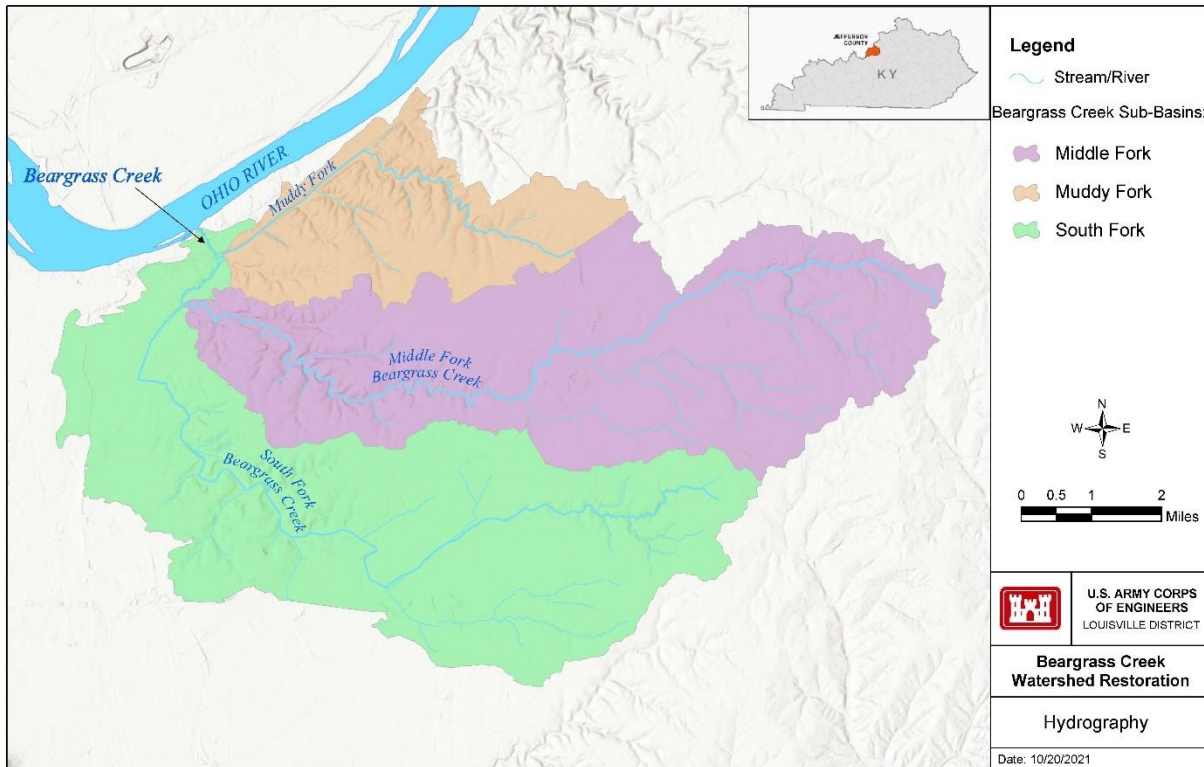 JEFFERSON
COUNTY
KY
Beargrass Creek
OHIO RIVER
Muddy Fork
Middle Fork
Beargrass Creek
South Fork
Beargrass Creek
Legend
Stream/River
Beargrass Creek Sub-Basins:
Middle Fork
Muddy Fork
South Fork
N
W E
S
0 0.5 1 2
Miles
U.S. ARMY CORPS
OF ENGINEERS
LOUISVILLE DISTRICT
Beargrass Creek
Watershed Restoration
Hydrography
Date: 10/20/2021